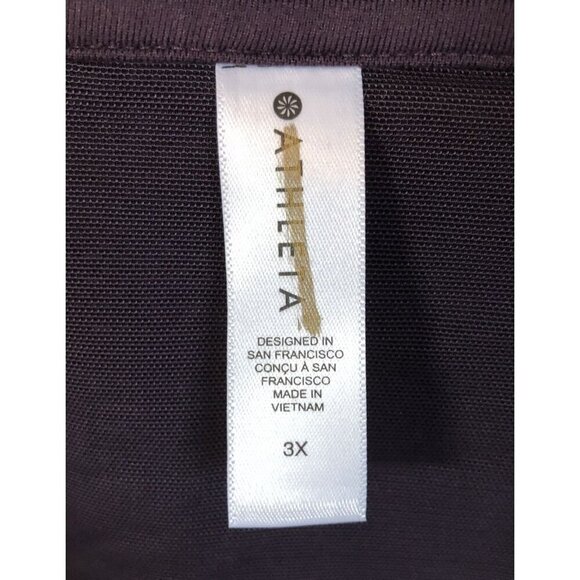 ATHLETA
DESIGNED IN
SAN FRANCISCO
CONÇU À SAN
FRANCISCO
MADE IN
VIETNAM
3X